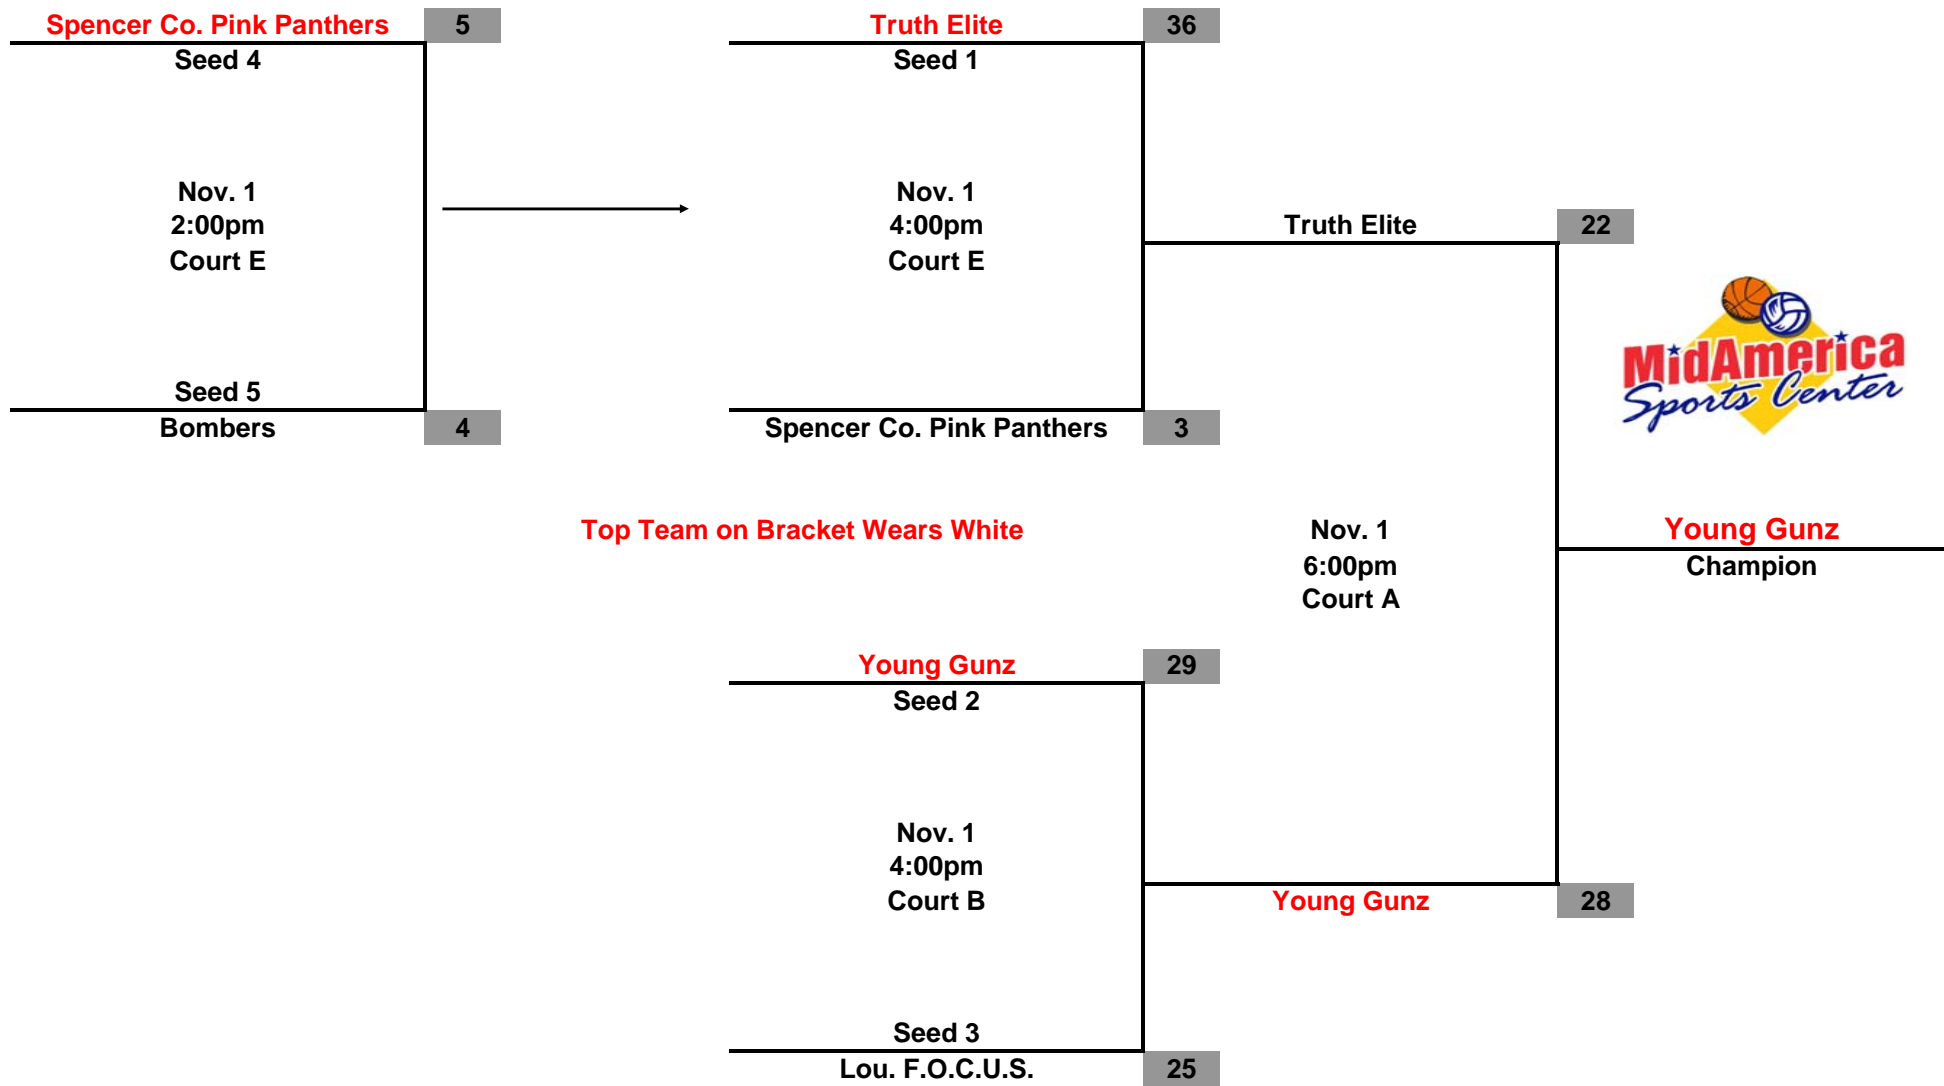 Spencer Co. Pink Panthers 5
Seed 4
Nov. 1
2:00pm
Court E
Seed 5
Bombers 4
Truth Elite 36
Seed 1
Nov. 1
4:00pm
Court E
Spencer Co. Pink Panthers 3
Top Team on Bracket Wears White
Young Gunz 29
Seed 2
Nov. 1
4:00pm
Court B
Seed 3
Lou. F.O.C.U.S. 25
Truth Elite 22
Nov. 1
6:00pm
Court A
Young Gunz 28
MidAmerica
Sports Center
Young Gunz
Champion